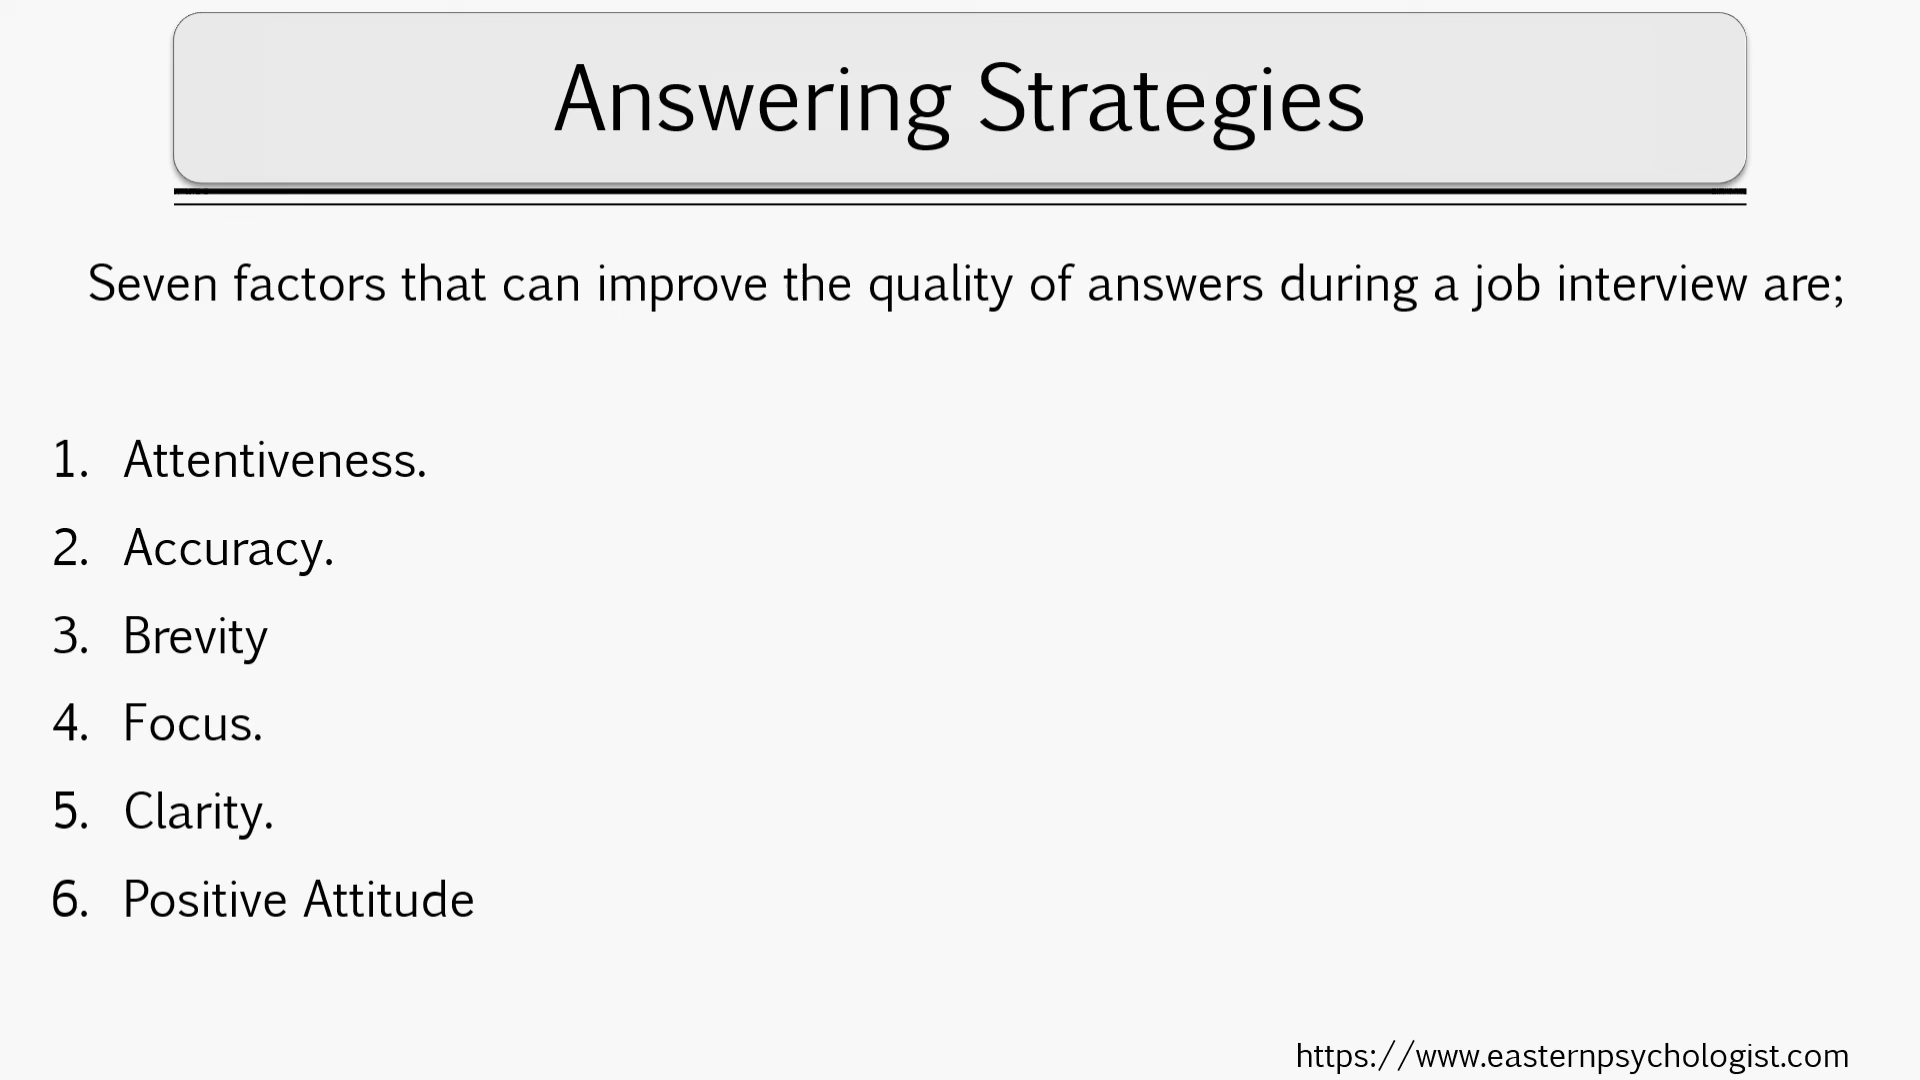 Answering Strategies
Seven factors that can improve the quality of answers during a job interview are;
1. Attentiveness.
2. Accuracy.
3. Brevity
4. Focus.
5. Clarity.
6. Positive Attitude
https://www.easternpsychologist.com